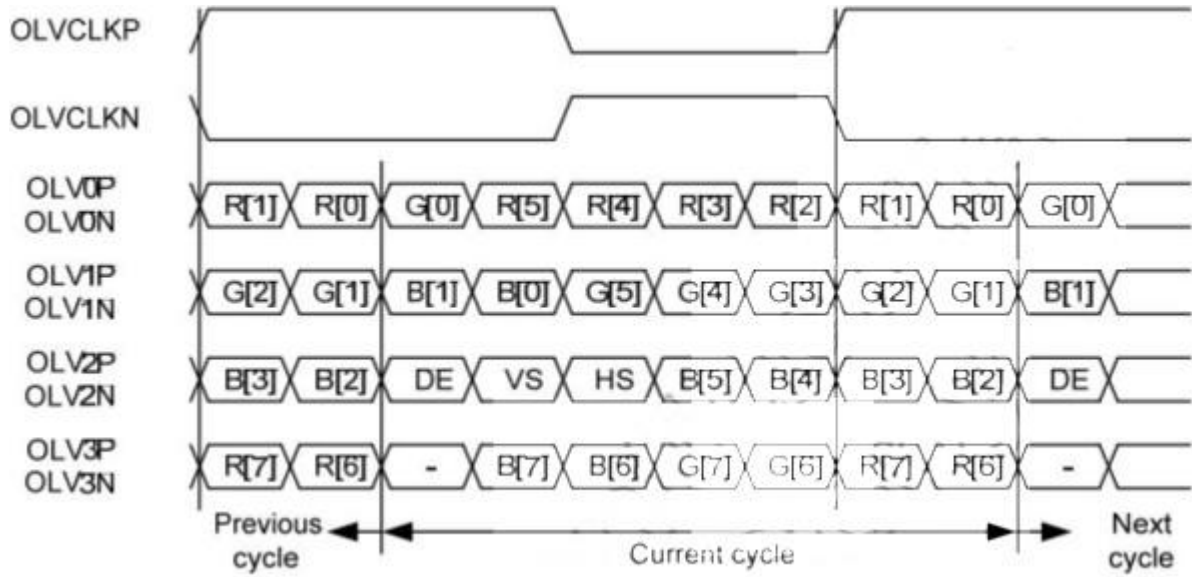 OLVCLKP
OLVCLKN
OLV0P
OLV0N
R[1] R[0] G[0] R[5] R[4] R[3] R[2] R[1] R[0] G[0]
OLV1P
OLV1N
G[2] G[1] B[1] B[0] G[5] G[4] G[3] G[2] G[1] B[1]
OLV2P
OLV2N
B[3] B[2] DE VS HS B[5] B[4] B[3] B[2] DE
OLV3P
OLV3N
R[7] R[6] - B[7] B[6] G[7] G[6] R[7] R[6] -
Previous
cycle
Current cycle
Next
cycle